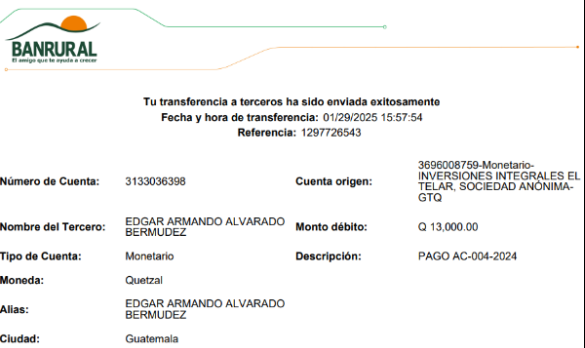 BANRURAL
El amigo que te ayuda a crecer
Tu transferencia a terceros ha sido enviada exitosamente
Fecha y hora de transferencia: 01/29/2025 15:57:54
Referencia: 1297726543
Número de Cuenta: 3133036398
Cuenta origen: 3696008759-Monetario-
INVERSIONES INTEGRALES EL
TELAR, SOCIEDAD ANÓNIMA-
GTQ
Nombre del Tercero: EDGAR ARMANDO ALVARADO
BERMUDEZ
Monto débito: Q 13,000.00
Tipo de Cuenta: Monetario
Descripción: PAGO AC-004-2024
Moneda: Quetzal
Alias: EDGAR ARMANDO ALVARADO
BERMUDEZ
Ciudad: Guatemala